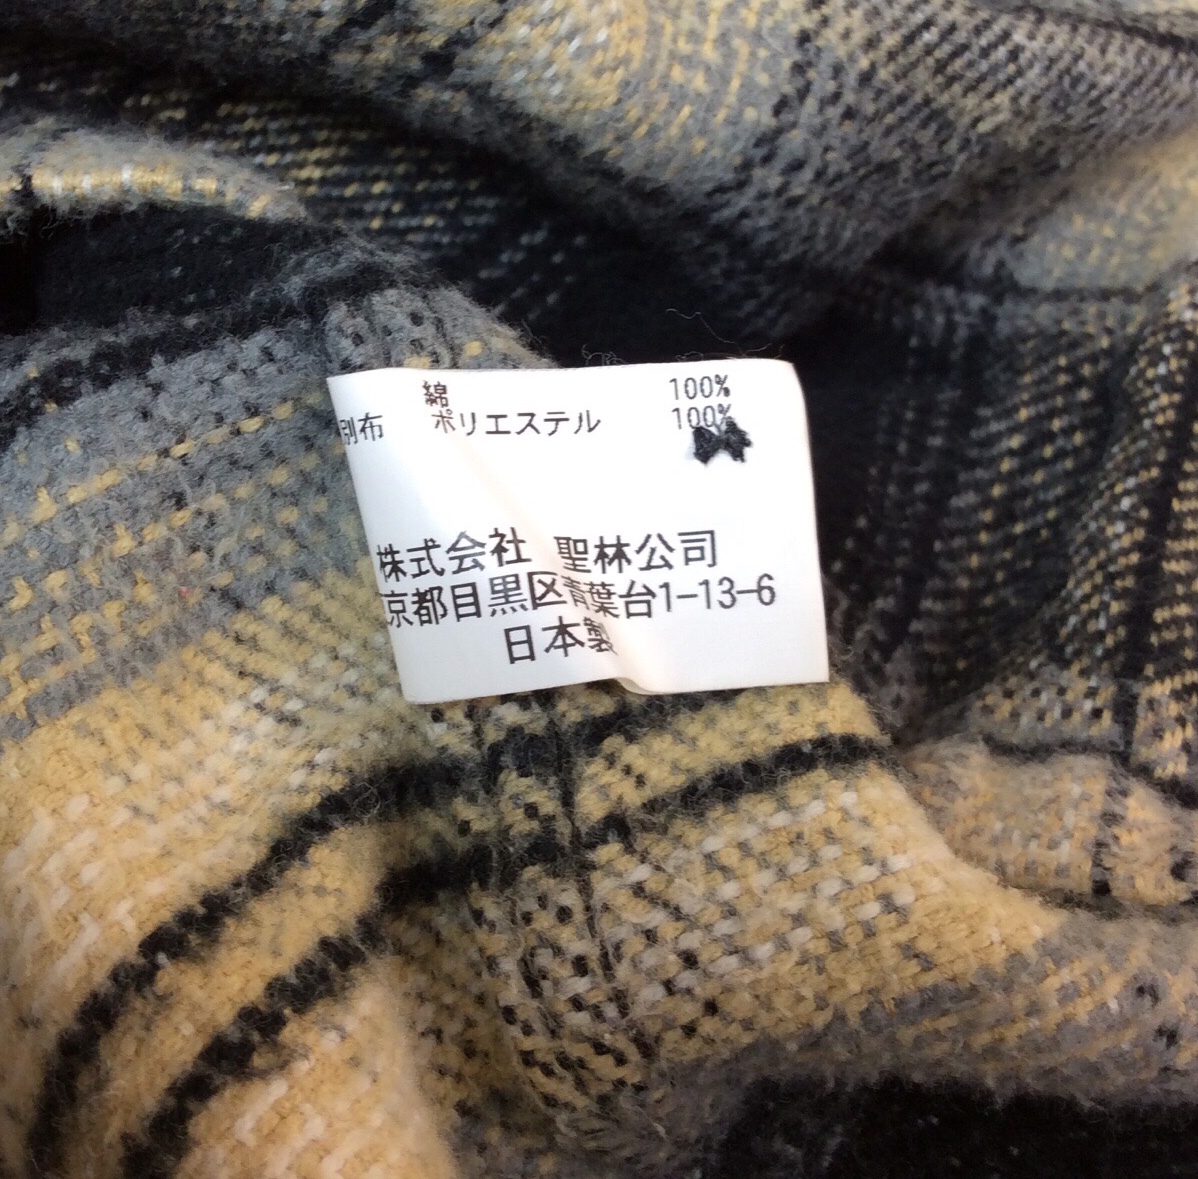 綿 100%
別布 ポリエステル 100%
株式会社 聖林公司
京都目黒区青葉台1-13-6
日本製